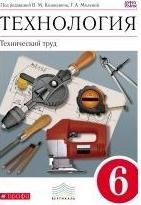 Под редакцией В. М. Казакевича, Г. А. Молевой
ТЕХНОЛОГИЯ
Технический труд
дрофа
ВЕРТИКАЛЬ
6